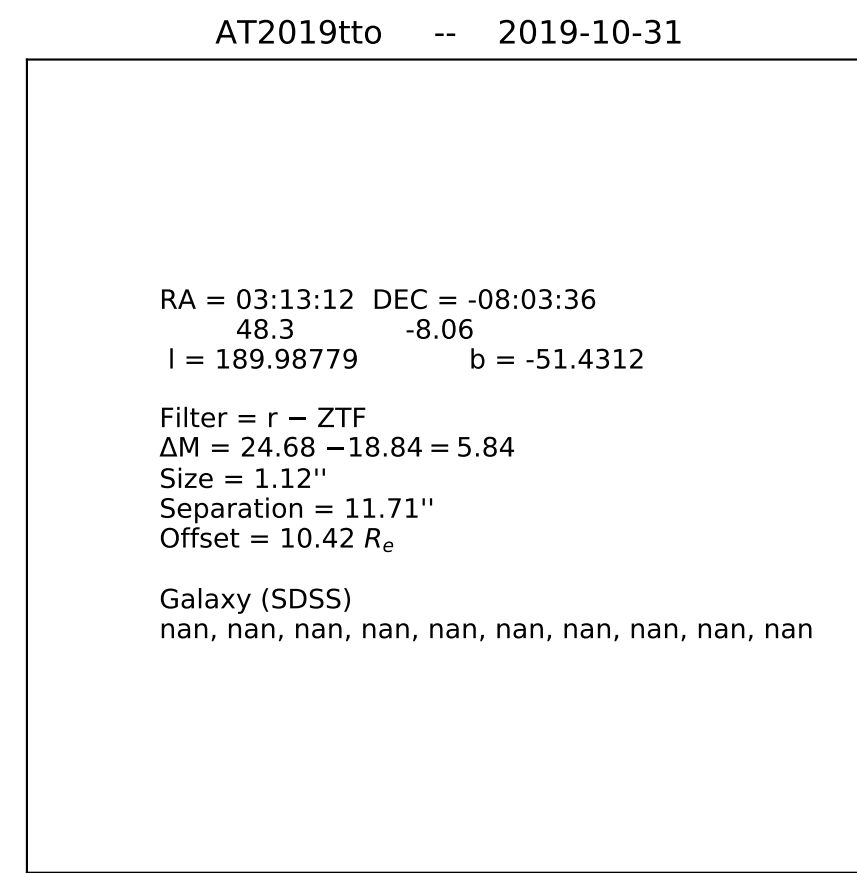 AT2019tto -- 2019-10-31
RA = 03:13:12 DEC = -08:03:36
48.3 -8.06
l = 189.98779 b = -51.4312
Filter = r − ZTF
ΔM = 24.68 −18.84 = 5.84
Size = 1.12''
Separation = 11.71''
Offset = 10.42 Re
Galaxy (SDSS)
nan, nan, nan, nan, nan, nan, nan, nan, nan, nan